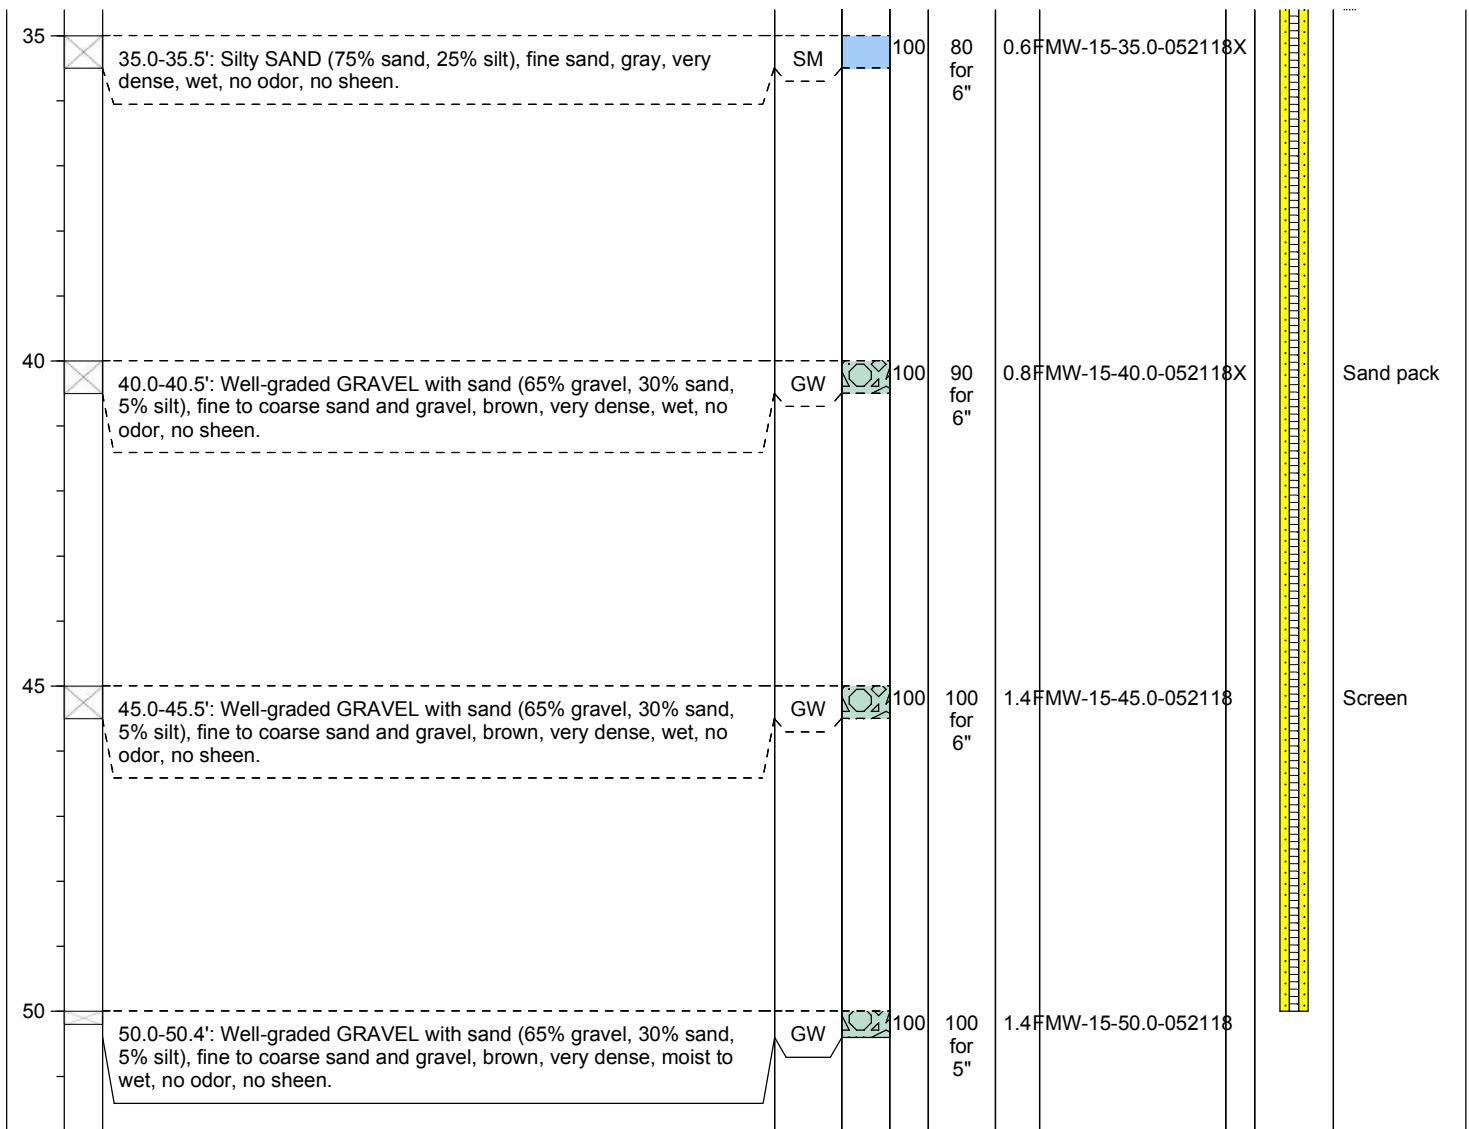 35
35.0-35.5': Silty SAND (75% sand, 25% silt), fine sand, gray, very
dense, wet, no odor, no sheen.
SM
100
80
for
6"
0.6
FMW-15-35.0-052118
X
40
40.0-40.5': Well-graded GRAVEL with sand (65% gravel, 30% sand,
5% silt), fine to coarse sand and gravel, brown, very dense, wet, no
odor, no sheen.
GW
100
90
for
6"
0.8
FMW-15-40.0-052118
X
Sand pack
45
45.0-45.5': Well-graded GRAVEL with sand (65% gravel, 30% sand,
5% silt), fine to coarse sand and gravel, brown, very dense, wet, no
odor, no sheen.
GW
100
100
for
6"
1.4
FMW-15-45.0-052118
Screen
50
50.0-50.4': Well-graded GRAVEL with sand (65% gravel, 30% sand,
5% silt), fine to coarse sand and gravel, brown, very dense, moist to
wet, no odor, no sheen.
GW
100
100
for
5"
1.4
FMW-15-50.0-052118